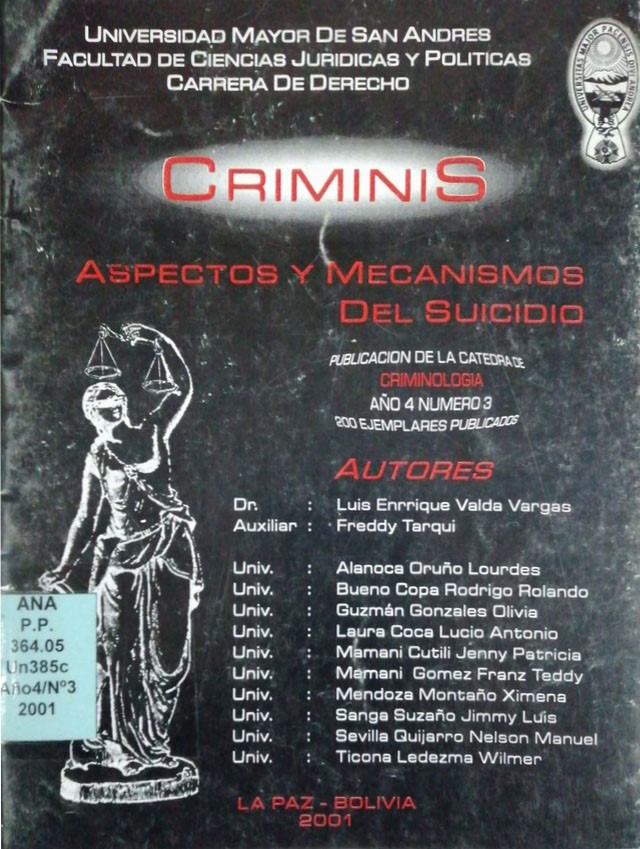 UNIVERSIDAD MAYOR DE SAN ANDRES
FACULTAD DE CIENCIAS JURIDICAS Y POLITICAS
CARRERA DE DERECHO
CRIMINIS
ASPECTOS Y MECANISMOS
DEL SUICIDIO
PUBLICACION DE LA CATEDRA DE
CRIMINOLOGIA
AÑO 4 NUMERO 3
200 EJEMPLARES PUBLICADOS
AUTORES
Dr. : Luis Enrrique Valda Vargas
Auxiliar : Freddy Tarqui
Univ. : Alanoca Oruño Lourdes
Univ. : Bueno Copa Rodrigo Rolando
Univ. : Guzmán Gonzales Olivia
Univ. : Laura Coca Lucio Antonio
Univ. : Mamani Cutili Jenny Patricia
Univ. : Mamani Gomez Franz Teddy
Univ. : Mendoza Montaño Ximena
Univ. : Sanga Suzaño Jimmy Luis
Univ. : Sevilla Quijarro Nelson Manuel
Univ. : Ticona Ledezma Wilmer
ANA
P.P.
364.05
Un385c
Año4/Nº3
2001
LA PAZ - BOLIVIA
2001